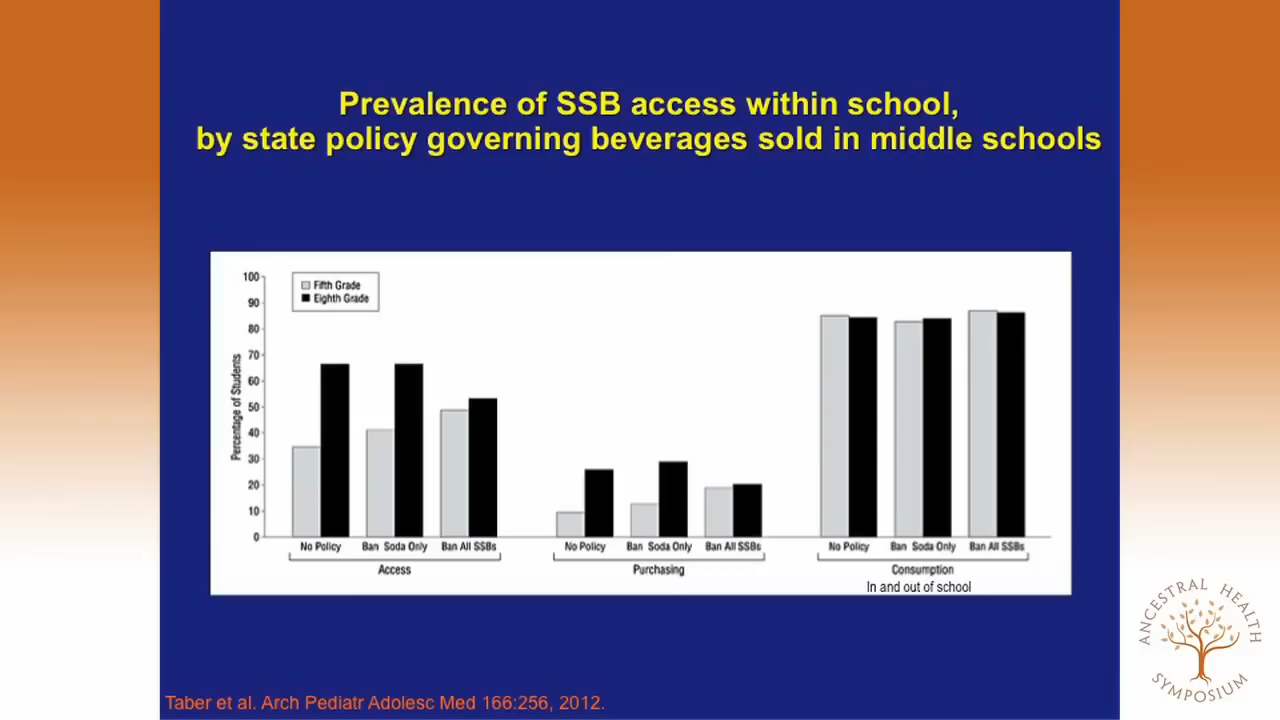 Prevalence of SSB access within school,
by state policy governing beverages sold in middle schools
100
90
80
70
60
50
40
30
20
10
0
Percentage of Students
Fifth Grade
Eighth Grade
No Policy Ban Soda Only Ban All SSBs
Access
No Policy Ban Soda Only Ban All SSBs
Purchasing
No Policy Ban Soda Only Ban All SSBs
Consumption
In and out of school
Taber et al. Arch Pediatr Adolesc Med 166:256, 2012.
ANCESTRAL HEALTH
SYMPOSIUM